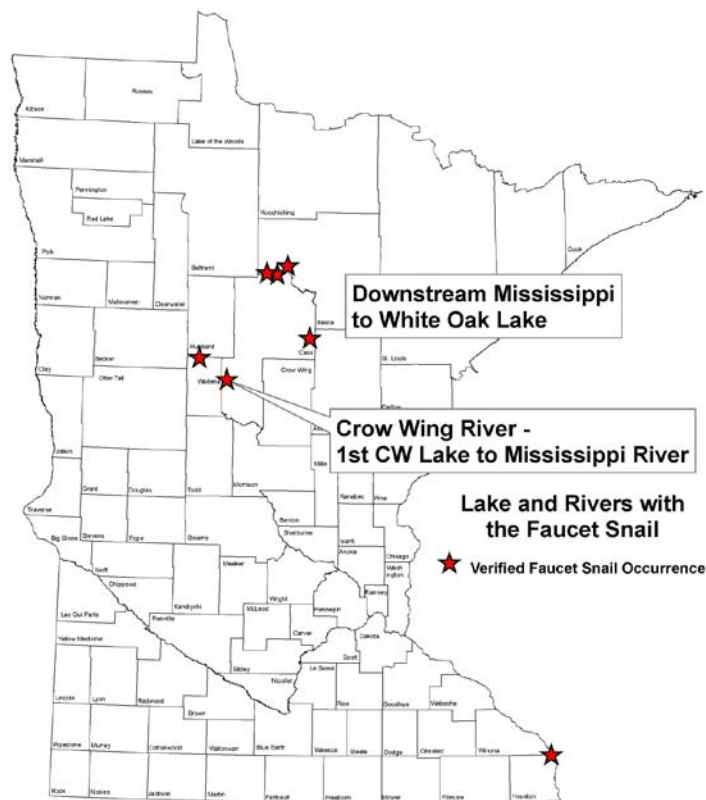 Kittson
Roseau
Lake of the Woods
Marshall
Koochiching
Pennington
Red Lake
Cook
Polk
Beltrami
Norman
Mahnomen
Clearwater
Downstream Mississippi
to White Oak Lake
Itasca
Hubbard
Cass
Becker
St. Louis
Clay
Crow Wing
Otter Tail
Wadena
Crow Wing River -
1st CW Lake to Mississippi River
Wilkin
Mille
Grant
Douglas
Todd
Morrison
Kanabec
Pine
Lake and Rivers with
the Faucet Snail
Traverse
Benton
Big Stone
Stevens
Pope
Stearns
Sherburne
Isanti
Anoka
Chisago
Verified Faucet Snail Occurrence
Swift
Meeker
Wash
ington
Chippewa
Wright
Ramsey
Kandiyohi
McLeod
Hennepin
Lac Qui Parle
Renville
Carver
Yellow Medicine
Dakota
Scott
Sibley
Le Sueur
Nicollet
Lincoln
Lyon
Redwood
Rice
Goodhue
Wabasha
Brown
Pipestone
Murray
Cottonwood
Watonwan
Blue Earth
Waseca
Steele
Dodge
Olmsted
Winona
Rock
Nobles
Jackson
Martin
Faribault
Freeborn
Mower
Fillmore
Houston